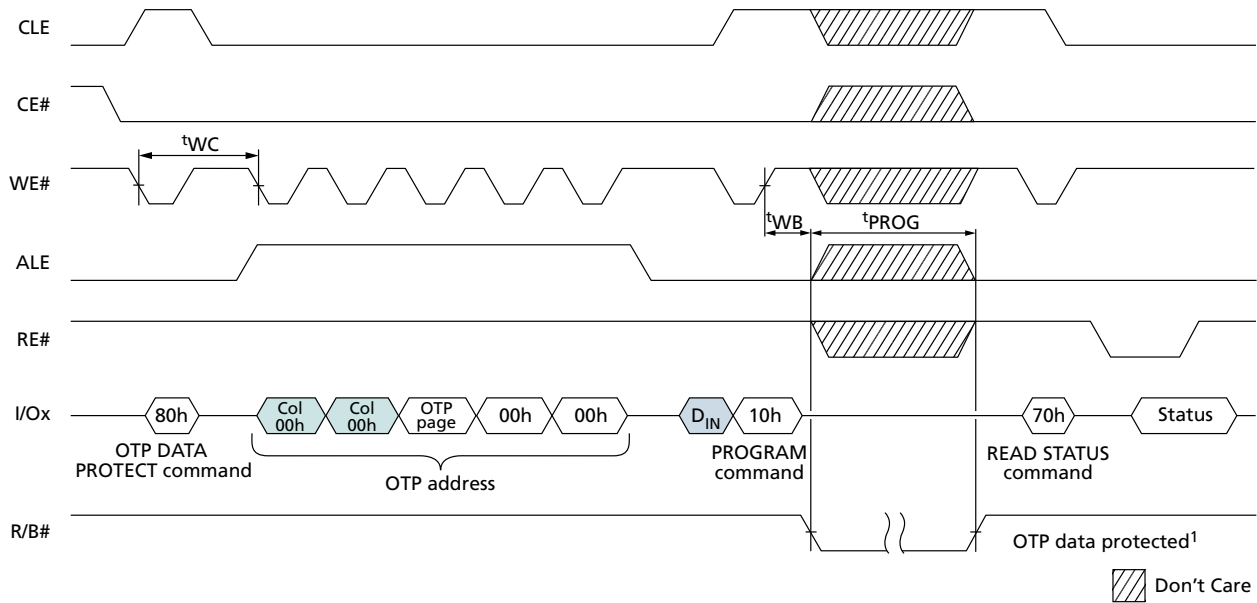 CLE
CE#
tWC
WE#
tWB
tPROG
ALE
RE#
I/Ox
80h
Col
00h
Col
00h
OTP
page
00h
00h
DIN
10h
70h
Status
OTP DATA
PROTECT command
OTP address
PROGRAM
command
READ STATUS
command
R/B#
OTP data protected1
Don't Care